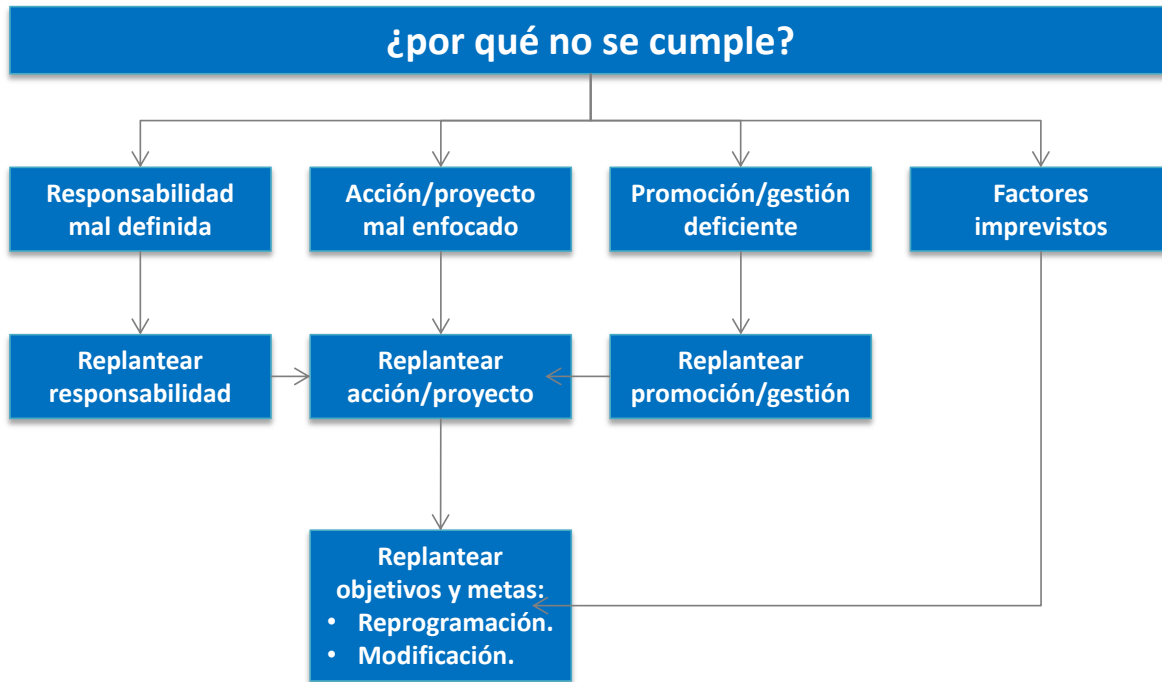 ¿por qué no se cumple?
Responsabilidad
mal definida
Acción/proyecto
mal enfocado
Promoción/gestión
deficiente
Factores
imprevistos
Replantear
responsabilidad
Replantear
acción/proyecto
Replantear
promoción/gestión
Replantear
objetivos y metas:
• Reprogramación.
• Modificación.